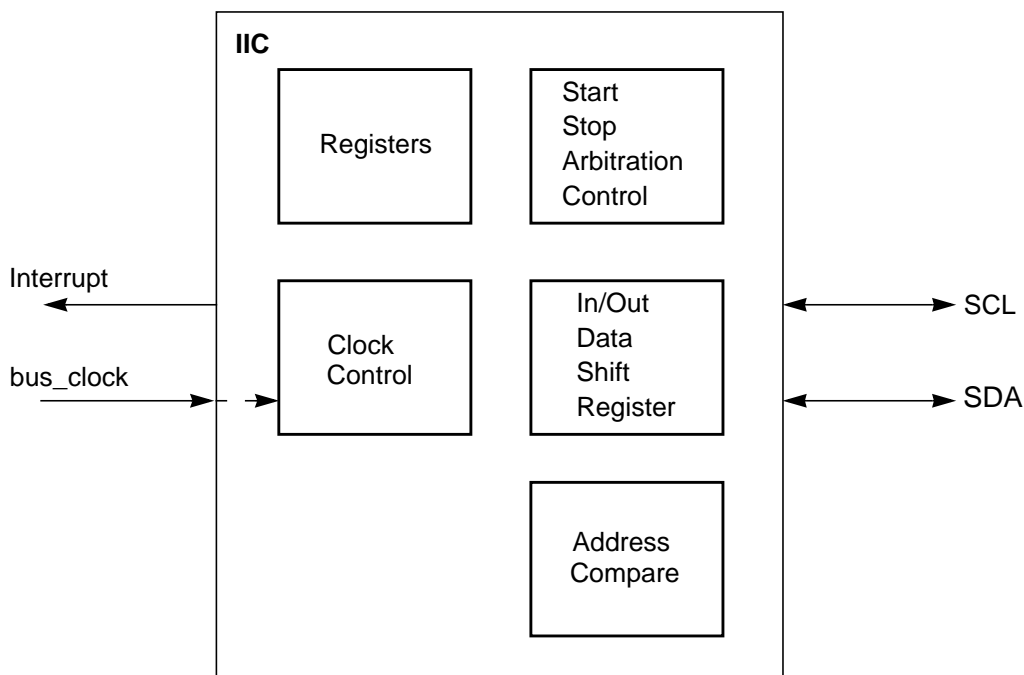 IIC
Registers
Start
Stop
Arbitration
Control
Interrupt
bus_clock
Clock
Control
In/Out
Data
Shift
Register
SCL
SDA
Address
Compare